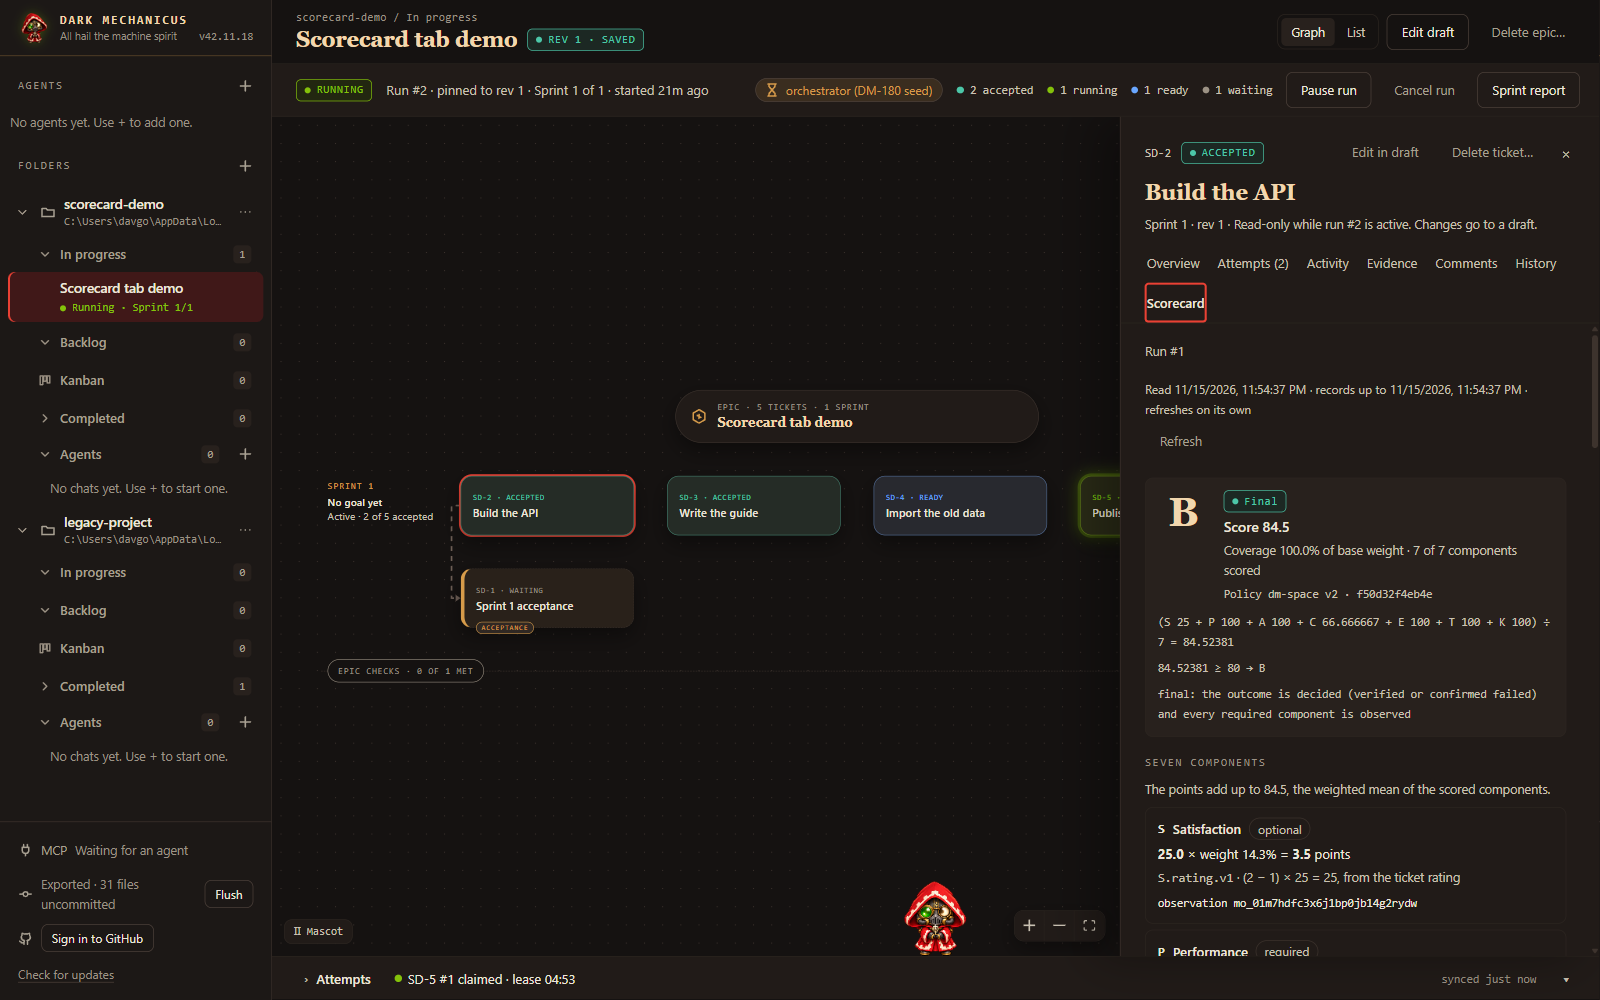 DARK MECHANICUS
All hail the machine spirit v42.11.18
AGENTS
No agents yet. Use + to add one.
FOLDERS
scorecard-demo
C:\Users\davgo\AppData\Lo…
In progress 1
Scorecard tab demo
Running · Sprint 1/1
Backlog 0
Kanban 0
Completed 0
Agents 0
No chats yet. Use + to start one.
legacy-project
C:\Users\davgo\AppData\Lo…
In progress 0
Backlog 0
Kanban 0
Completed 1
Agents 0
No chats yet. Use + to start one.
MCP Waiting for an agent
Exported · 31 files
uncommitted
Flush
Sign in to GitHub
Check for updates
scorecard-demo / In progress
Scorecard tab demo REV 1 · SAVED
Graph List Edit draft Delete epic...
RUNNING Run #2 · pinned to rev 1 · Sprint 1 of 1 · started 21m ago orchestrator (DM-180 seed) 2 accepted 1 running 1 ready 1 waiting Pause run Cancel run Sprint report
EPIC · 5 TICKETS · 1 SPRINT
Scorecard tab demo
SPRINT 1
No goal yet
Active · 2 of 5 accepted
SD-2 · ACCEPTED
Build the API
SD-3 · ACCEPTED
Write the guide
SD-4 · READY
Import the old data
SD-5 ·
Publis
SD-1 · WAITING
Sprint 1 acceptance
ACCEPTANCE
EPIC CHECKS · 0 OF 1 MET
Mascot
Attempts SD-5 #1 claimed · lease 04:53
synced just now
SD-2 ACCEPTED Edit in draft Delete ticket... ×
Build the API
Sprint 1 · rev 1 · Read-only while run #2 is active. Changes go to a draft.
Overview Attempts (2) Activity Evidence Comments History
Scorecard
Run #1
Read 11/15/2026, 11:54:37 PM · records up to 11/15/2026, 11:54:37 PM ·
refreshes on its own
Refresh
B Final
Score 84.5
Coverage 100.0% of base weight · 7 of 7 components
scored
Policy dm-space v2 · f50d32f4eb4e
(S 25 + P 100 + A 100 + C 66.666667 + E 100 + T 100 + K 100) ÷
7 = 84.52381
84.52381 ≥ 80 → B
final: the outcome is decided (verified or confirmed failed)
and every required component is observed
SEVEN COMPONENTS
The points add up to 84.5, the weighted mean of the scored components.
S Satisfaction optional
25.0 × weight 14.3% = 3.5 points
S.rating.v1 · (2 − 1) × 25 = 25, from the ticket rating
observation mo_01m7hdfc3x6j1bp0jb14g2rydw
P Performance required